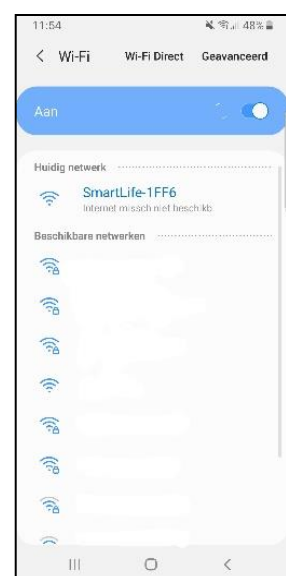 11:54 48%
< Wi-Fi Wi-Fi Direct Geavanceerd
Aan
Huidig netwerk
SmartLife-1FF6
Internet missch niet beschikb.
Beschikbare netwerken